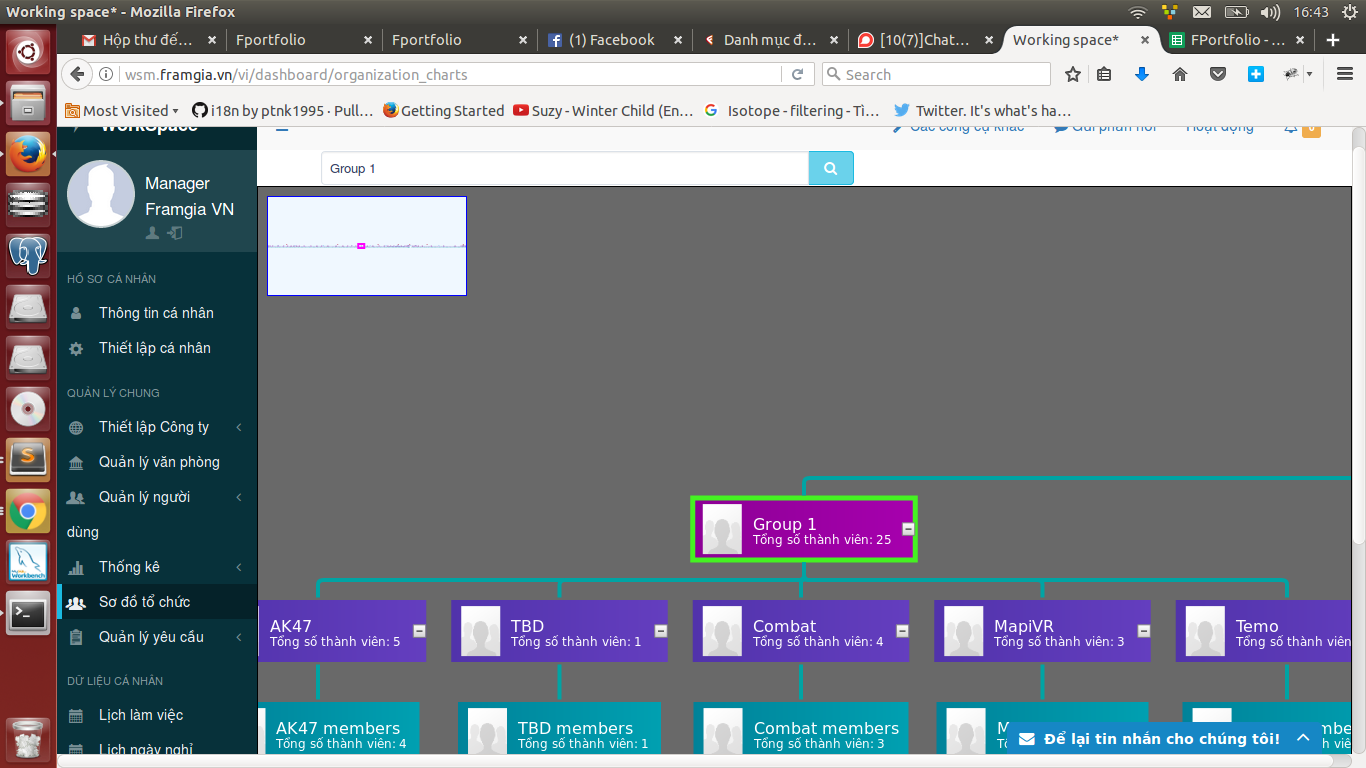 Working space* - Mozilla Firefox
16:43
Hộp thư đế…
Fportfolio
Fportfolio
(1) Facebook
Danh mục đ…
[10(7)]Chat…
Working space*
FPortfolio - …
wsm.framgia.vn/vi/dashboard/organization_charts
Search
Most Visited
i18n by ptnk1995 · Pull…
Getting Started
Suzy - Winter Child (En…
Isotope - filtering - Tì…
Twitter. It's what's ha…
WorkSpace
Các công cụ khác
Gửi phản hồi
Hoạt động
0
Group 1
Manager
Framgia VN
HỒ SƠ CÁ NHÂN
Thông tin cá nhân
Thiết lập cá nhân
QUẢN LÝ CHUNG
Thiết lập Công ty
Quản lý văn phòng
Quản lý người
dùng
Thống kê
Sơ đồ tổ chức
Quản lý yêu cầu
DỮ LIỆU CÁ NHÂN
Lịch làm việc
Lịch ngày nghỉ
Group 1
Tổng số thành viên: 25
AK47
Tổng số thành viên: 5
TBD
Tổng số thành viên: 1
Combat
Tổng số thành viên: 4
MapiVR
Tổng số thành viên: 3
Temo
Tổng số thành viên
AK47 members
Tổng số thành viên: 4
TBD members
Tổng số thành viên: 1
Combat members
Tổng số thành viên: 3
Để lại tin nhắn cho chúng tôi!